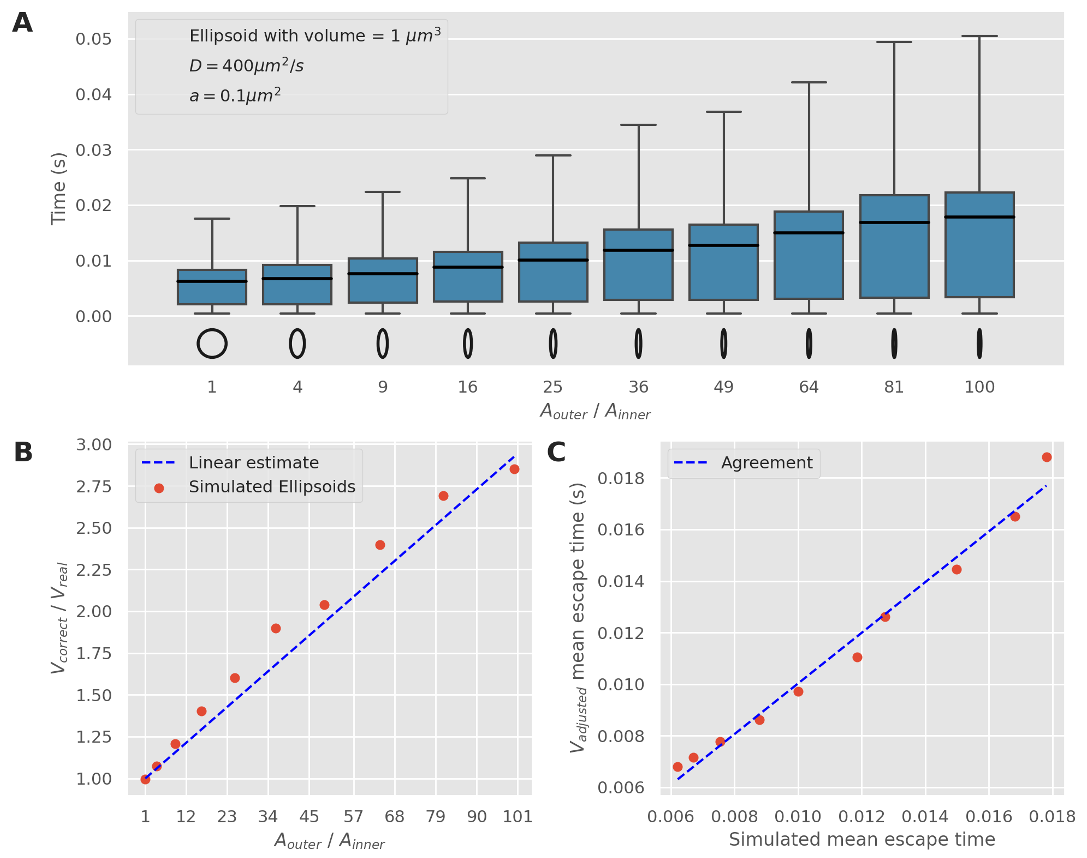 A
Ellipsoid with volume = 1 μm³
D = 400μm²/s
a = 0.1μm²
Time (s)
0.05
0.04
0.03
0.02
0.01
0.00
1 4 9 16 25 36 49 64 81 100
A_outer / A_inner
B
Linear estimate
Simulated Ellipsoids
V_correct / V_real
3.00
2.75
2.50
2.25
2.00
1.75
1.50
1.25
1.00
1 12 23 34 45 57 68 79 90 101
A_outer / A_inner
C
Agreement
V_adjusted mean escape time (s)
0.018
0.016
0.014
0.012
0.010
0.008
0.006
0.006 0.008 0.010 0.012 0.014 0.016 0.018
Simulated mean escape time